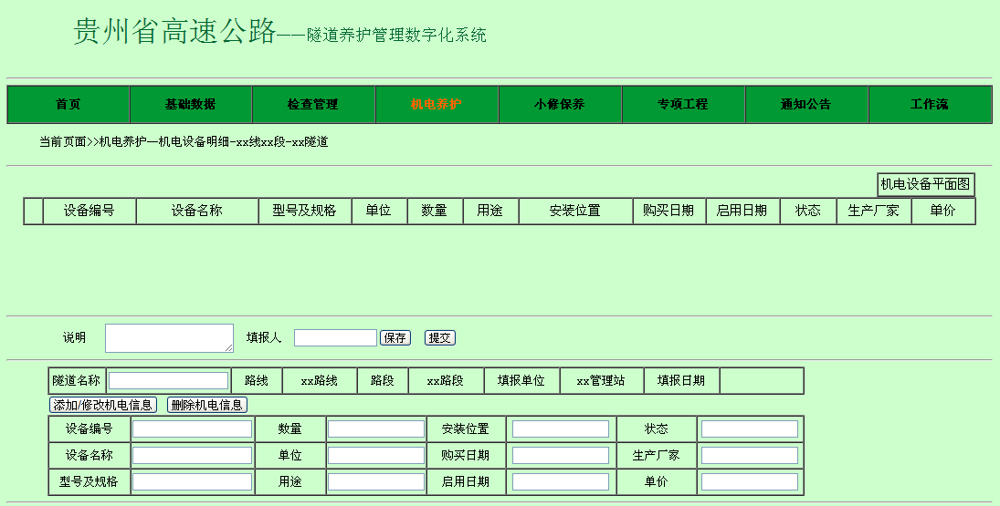 贵州省高速公路——隧道养护管理数字化系统
首页 基础数据 检查管理 机电养护 小修保养 专项工程 通知公告 工作流
当前页面>>机电养护—机电设备明细-xx线xx段-xx隧道
机电设备平面图
设备编号 设备名称 型号及规格 单位 数量 用途 安装位置 购买日期 启用日期 状态 生产厂家 单价
说明 填报人 保存 提交
隧道名称 路线 xx路线 路段 xx路段 填报单位 xx管理站 填报日期
添加/修改机电信息 删除机电信息
设备编号 数量 安装位置 状态
设备名称 单位 购买日期 生产厂家
型号及规格 用途 启用日期 单价